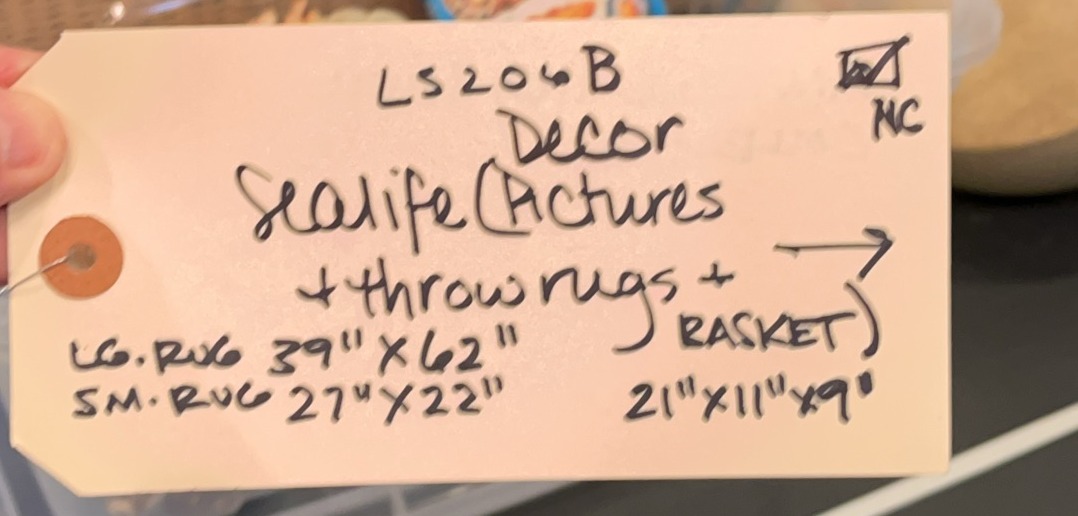 LS206B
NC
Decor
Sealife (Pictures
+ throw rugs +
BASKET)
LG. RUG 39" X 62"
SM. RUG 27" X 22"
21" X 11" X 9"